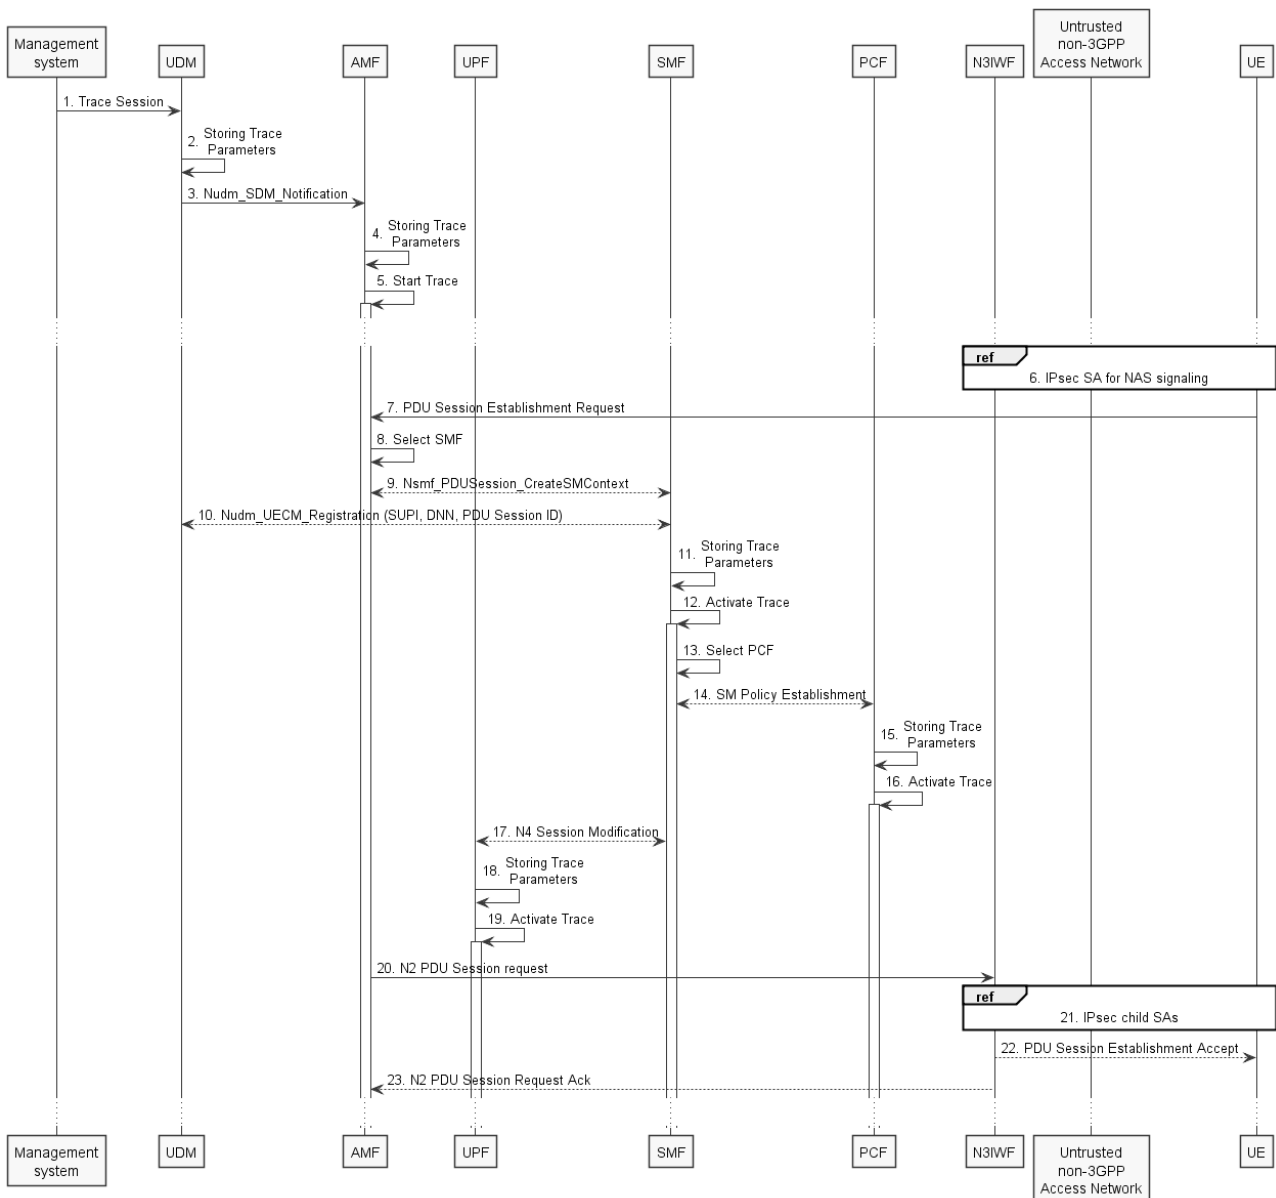 Untrusted
non-3GPP
Access Network
Management
system
UDM
AMF
UPF
SMF
PCF
N3IWF
UE
1. Trace Session
2. Storing Trace
Parameters
3. Nudm_SDM_Notification
4. Storing Trace
Parameters
5. Start Trace
ref
6. IPsec SA for NAS signaling
7. PDU Session Establishment Request
8. Select SMF
9. Nsmf_PDUSession_CreateSMContext
10. Nudm_UECM_Registration (SUPI, DNN, PDU Session ID)
11. Storing Trace
Parameters
12. Activate Trace
13. Select PCF
14. SM Policy Establishment
15. Storing Trace
Parameters
16. Activate Trace
17. N4 Session Modification
18. Storing Trace
Parameters
19. Activate Trace
20. N2 PDU Session request
ref
21. IPsec child SAs
22. PDU Session Establishment Accept
23. N2 PDU Session Request Ack
Management
system
UDM
AMF
UPF
SMF
PCF
N3IWF
Untrusted
non-3GPP
Access Network
UE